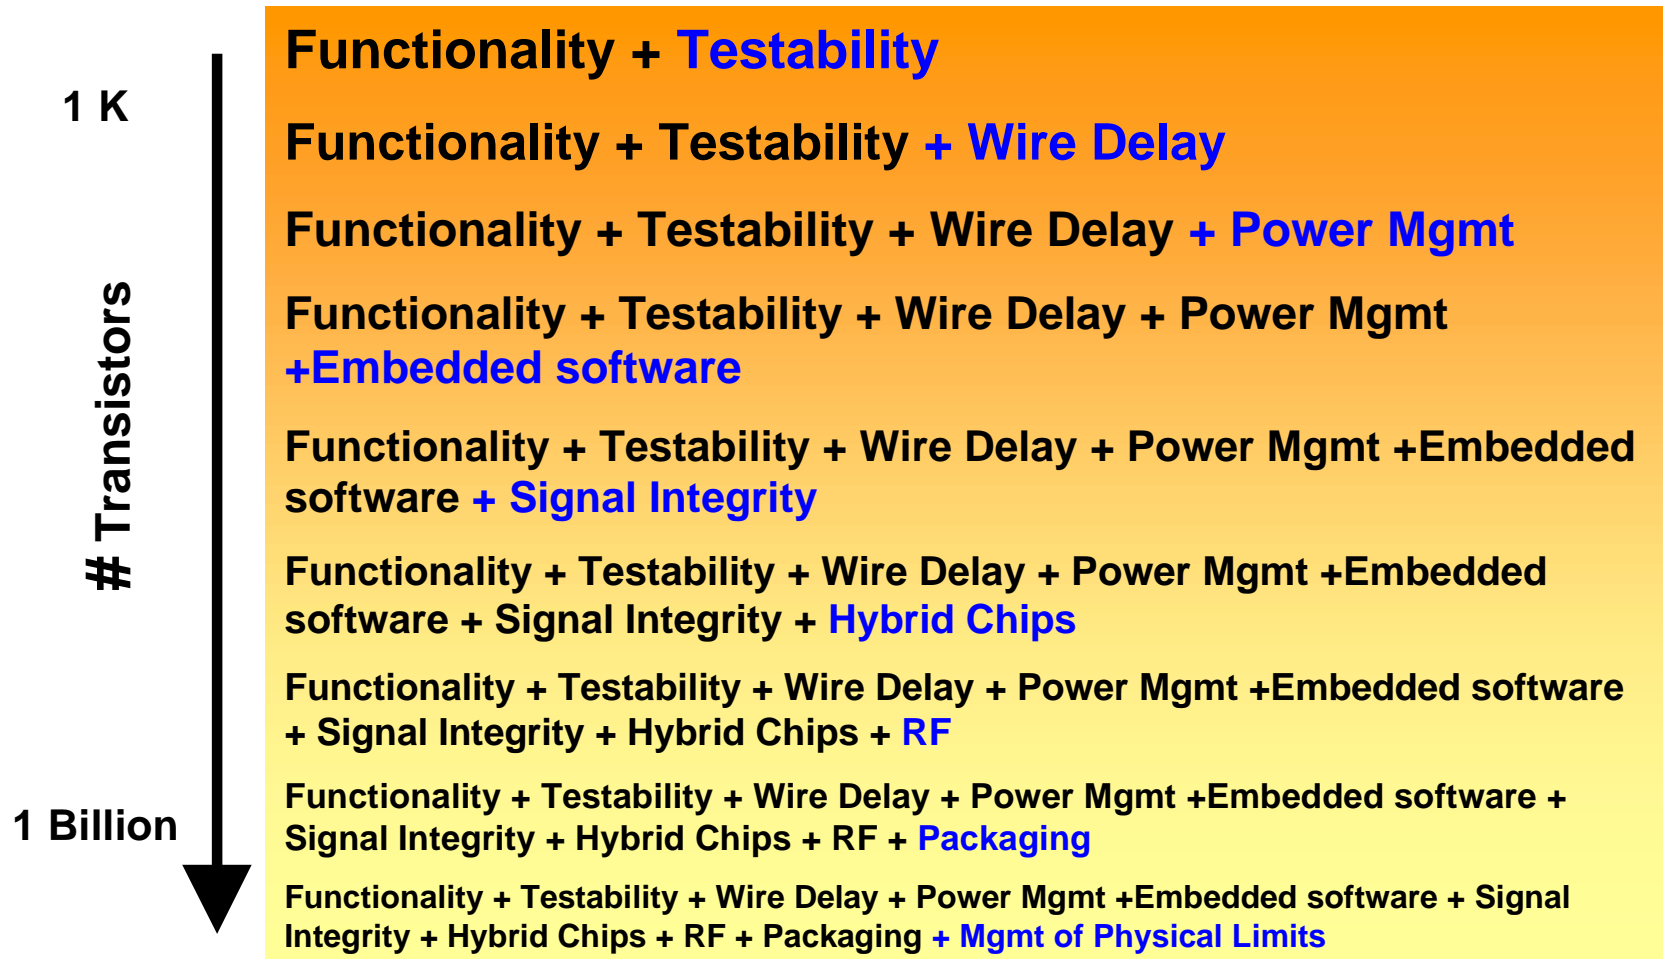 Functionality + Testability
1 K
Functionality + Testability + Wire Delay
Functionality + Testability + Wire Delay + Power Mgmt
# Transistors
Functionality + Testability + Wire Delay + Power Mgmt
+Embedded software
Functionality + Testability + Wire Delay + Power Mgmt +Embedded
software + Signal Integrity
Functionality + Testability + Wire Delay + Power Mgmt +Embedded
software + Signal Integrity + Hybrid Chips
Functionality + Testability + Wire Delay + Power Mgmt +Embedded software
+ Signal Integrity + Hybrid Chips + RF
1 Billion
Functionality + Testability + Wire Delay + Power Mgmt +Embedded software +
Signal Integrity + Hybrid Chips + RF + Packaging
Functionality + Testability + Wire Delay + Power Mgmt +Embedded software + Signal
Integrity + Hybrid Chips + RF + Packaging + Mgmt of Physical Limits